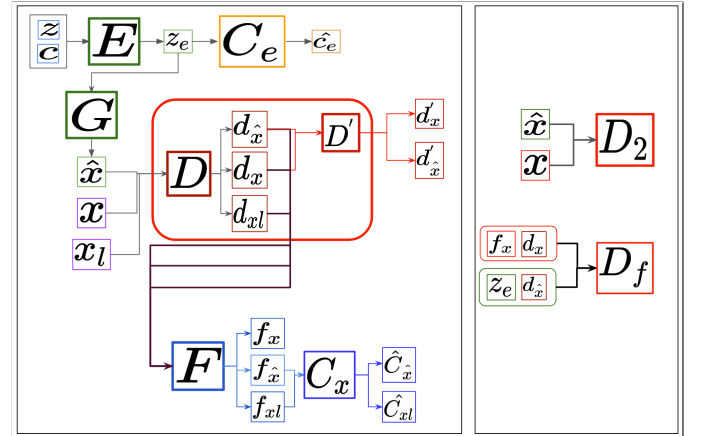 z
c
E
z_e
C_e
ĉ_e
G
x̂
x
x_l
D
d_x̂
d_x
d_xl
D'
d'_x
d'_x̂
F
f_x
f_x̂
f_xl
C_x
Ĉ_x̂
Ĉ_xl
x̂
x
D_2
f_x d_x
z_e d_x̂
D_f